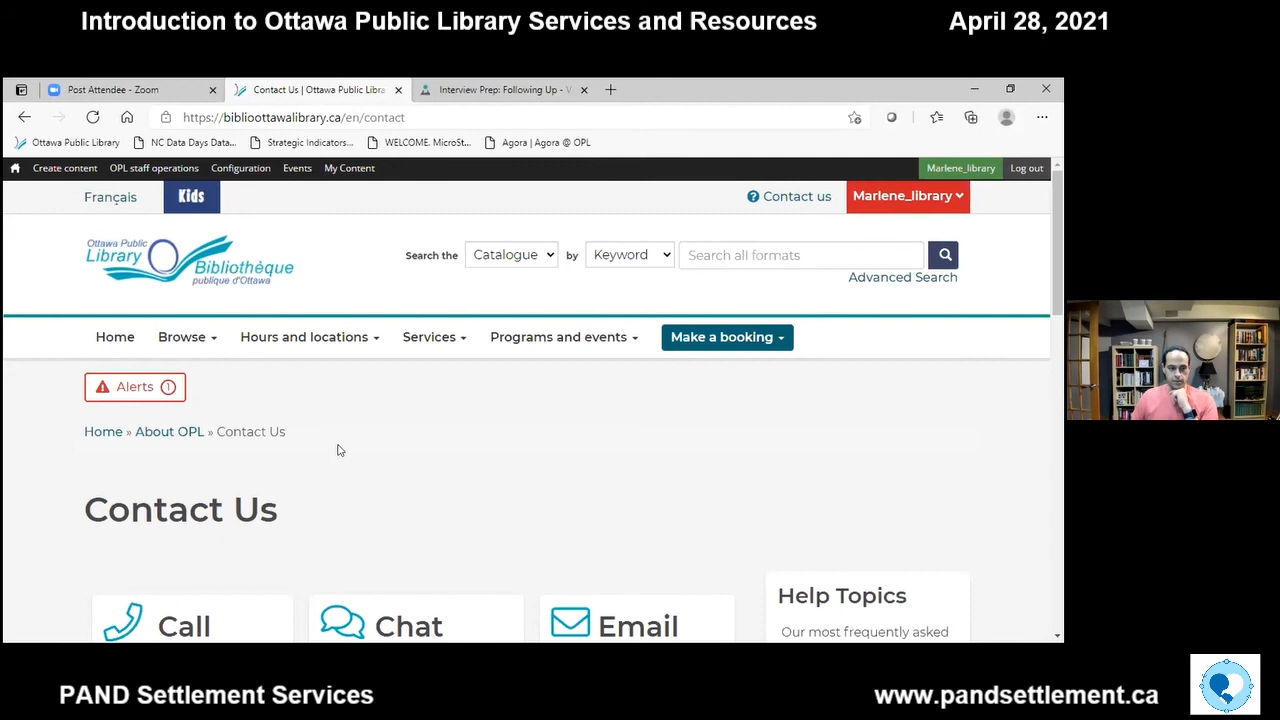 Introduction to Ottawa Public Library Services and Resources April 28, 2021
Post Attendee - Zoom
Contact Us | Ottawa Public Libra
Interview Prep: Following Up - V
https://biblioottawalibrary.ca/en/contact
Ottawa Public Library NC Data Days Data... Strategic Indicators... WELCOME. MicroSt... Agora | Agora @ OPL
Create content OPL staff operations Configuration Events My Content Marlene_library Log out
Français Kids Contact us Marlene_library
Ottawa Public
Library
Bibliothèque
publique d'Ottawa
Search the Catalogue by Keyword Search all formats
Advanced Search
Home Browse Hours and locations Services Programs and events Make a booking
Alerts 1
Home » About OPL » Contact Us
Contact Us
Call Chat Email
Help Topics
Our most frequently asked
PAND Settlement Services www.pandsettlement.ca